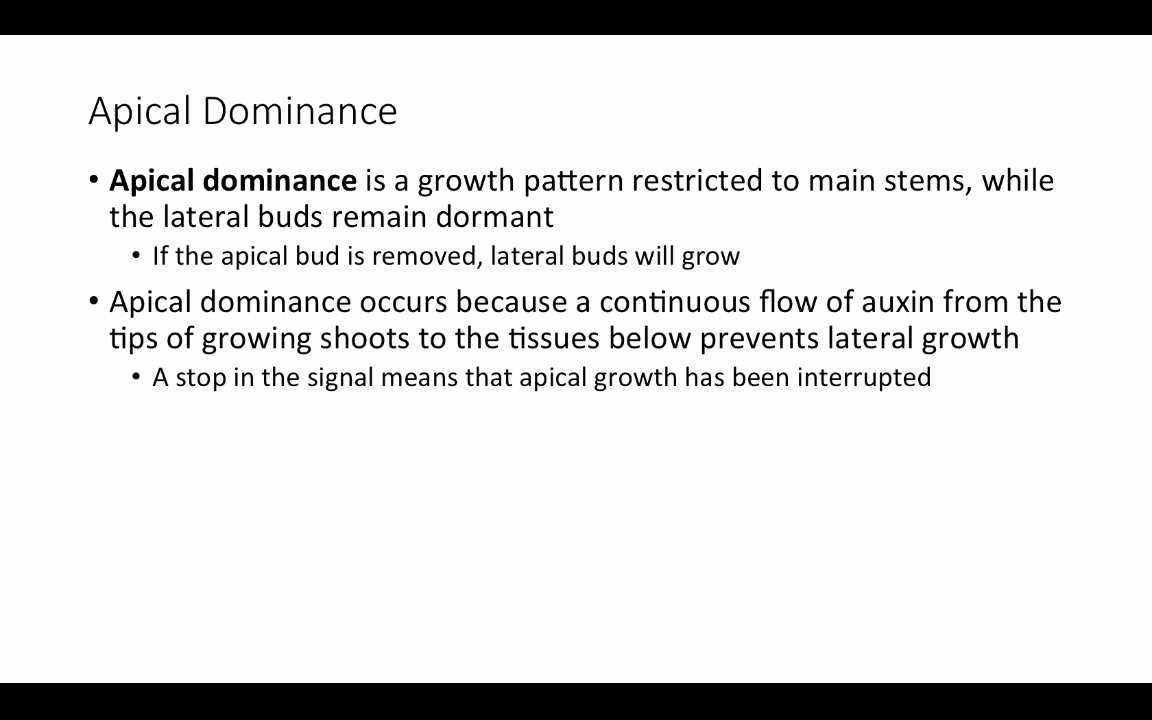 Apical Dominance
• Apical dominance is a growth pattern restricted to main stems, while
the lateral buds remain dormant
• If the apical bud is removed, lateral buds will grow
• Apical dominance occurs because a continuous flow of auxin from the
tips of growing shoots to the tissues below prevents lateral growth
• A stop in the signal means that apical growth has been interrupted